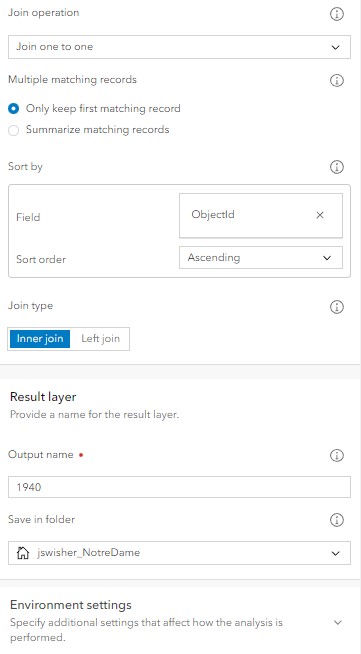 Join operation
Join one to one
Multiple matching records
Only keep first matching record
Summarize matching records
Sort by
Field
ObjectId
Sort order
Ascending
Join type
Inner join
Left join
Result layer
Provide a name for the result layer.
Output name
1940
Save in folder
jswisher_NotreDame
Environment settings
Specify additional settings that affect how the analysis is
performed.